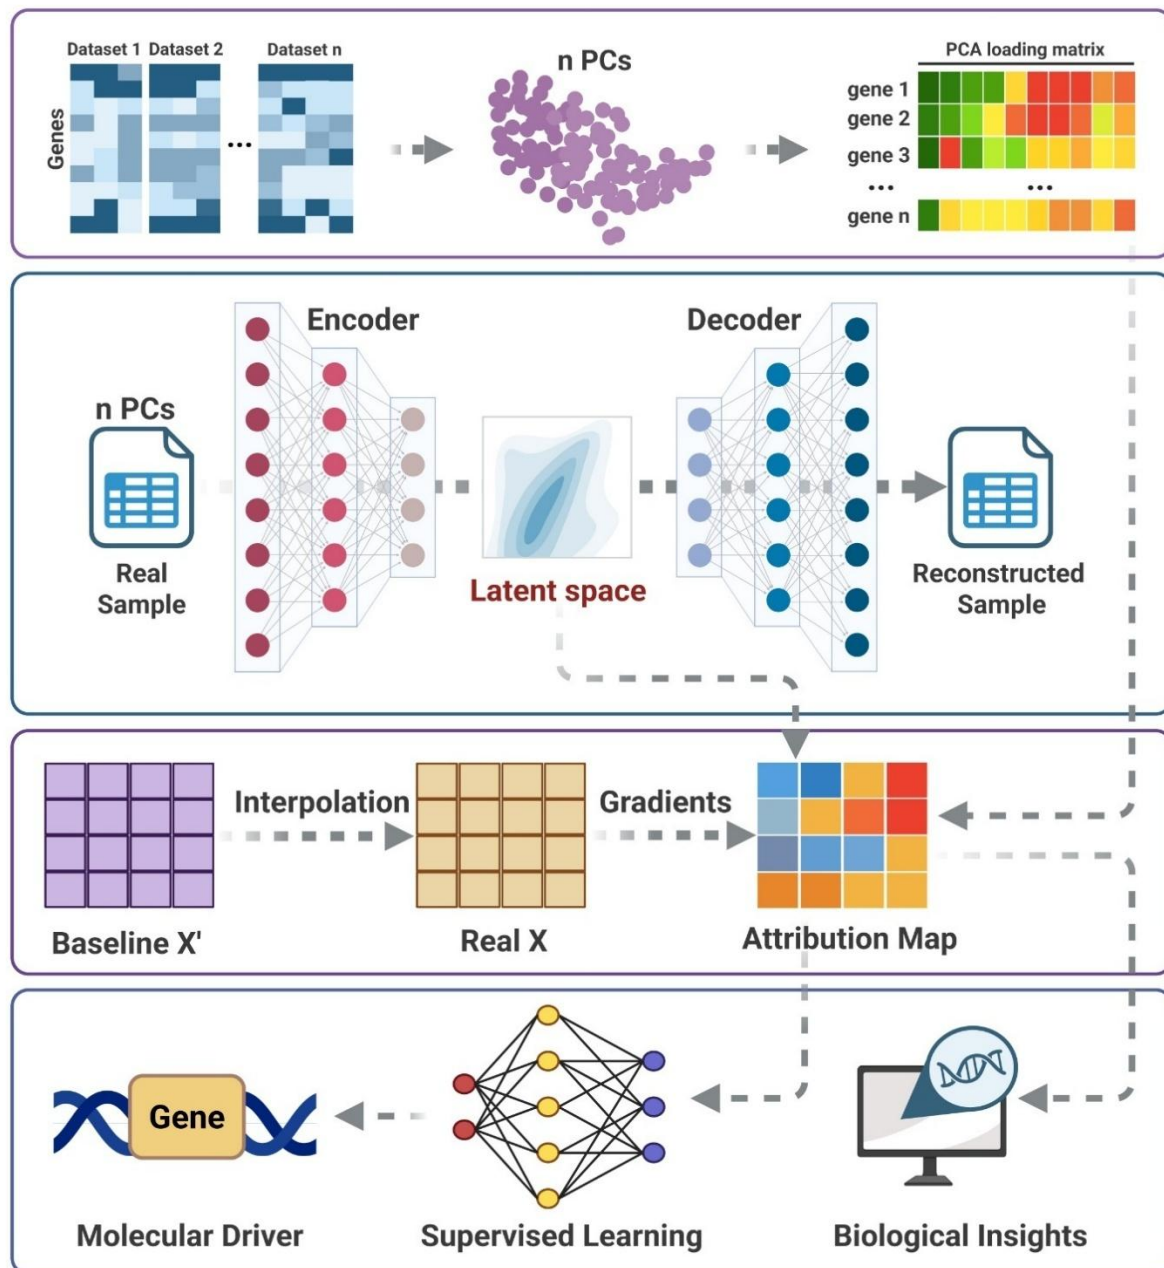 Dataset 1 Dataset 2 Dataset n
Genes
...
n PCs
PCA loading matrix
gene 1
gene 2
gene 3
... ...
gene n
Encoder
Decoder
n PCs
Real
Sample
Latent space
Reconstructed
Sample
Interpolation
Gradients
Baseline X'
Real X
Attribution Map
Gene
Molecular Driver
Supervised Learning
Biological Insights